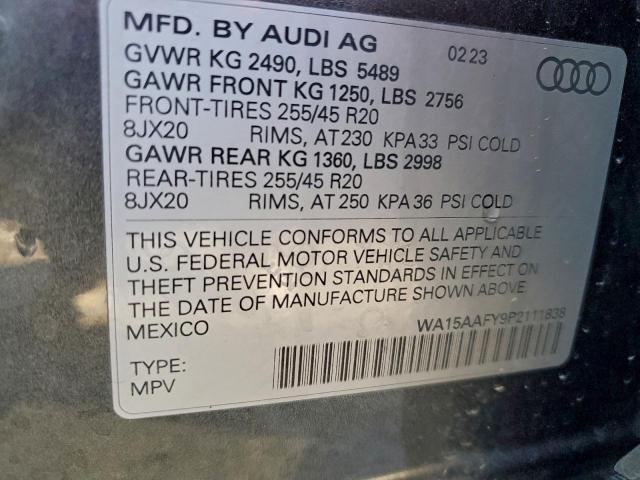 MFD. BY AUDI AG 02 23
GVWR KG 2490, LBS 5489
GAWR FRONT KG 1250, LBS 2756
FRONT-TIRES 255/45 R20
8JX20 RIMS, AT 230 KPA 33 PSI COLD
GAWR REAR KG 1360, LBS 2998
REAR-TIRES 255/45 R20
8JX20 RIMS, AT 250 KPA 36 PSI COLD
THIS VEHICLE CONFORMS TO ALL APPLICABLE
U.S. FEDERAL MOTOR VEHICLE SAFETY AND
THEFT PREVENTION STANDARDS IN EFFECT ON
THE DATE OF MANUFACTURE SHOWN ABOVE.
MEXICO WA15AAFY9P2111838
TYPE:
MPV